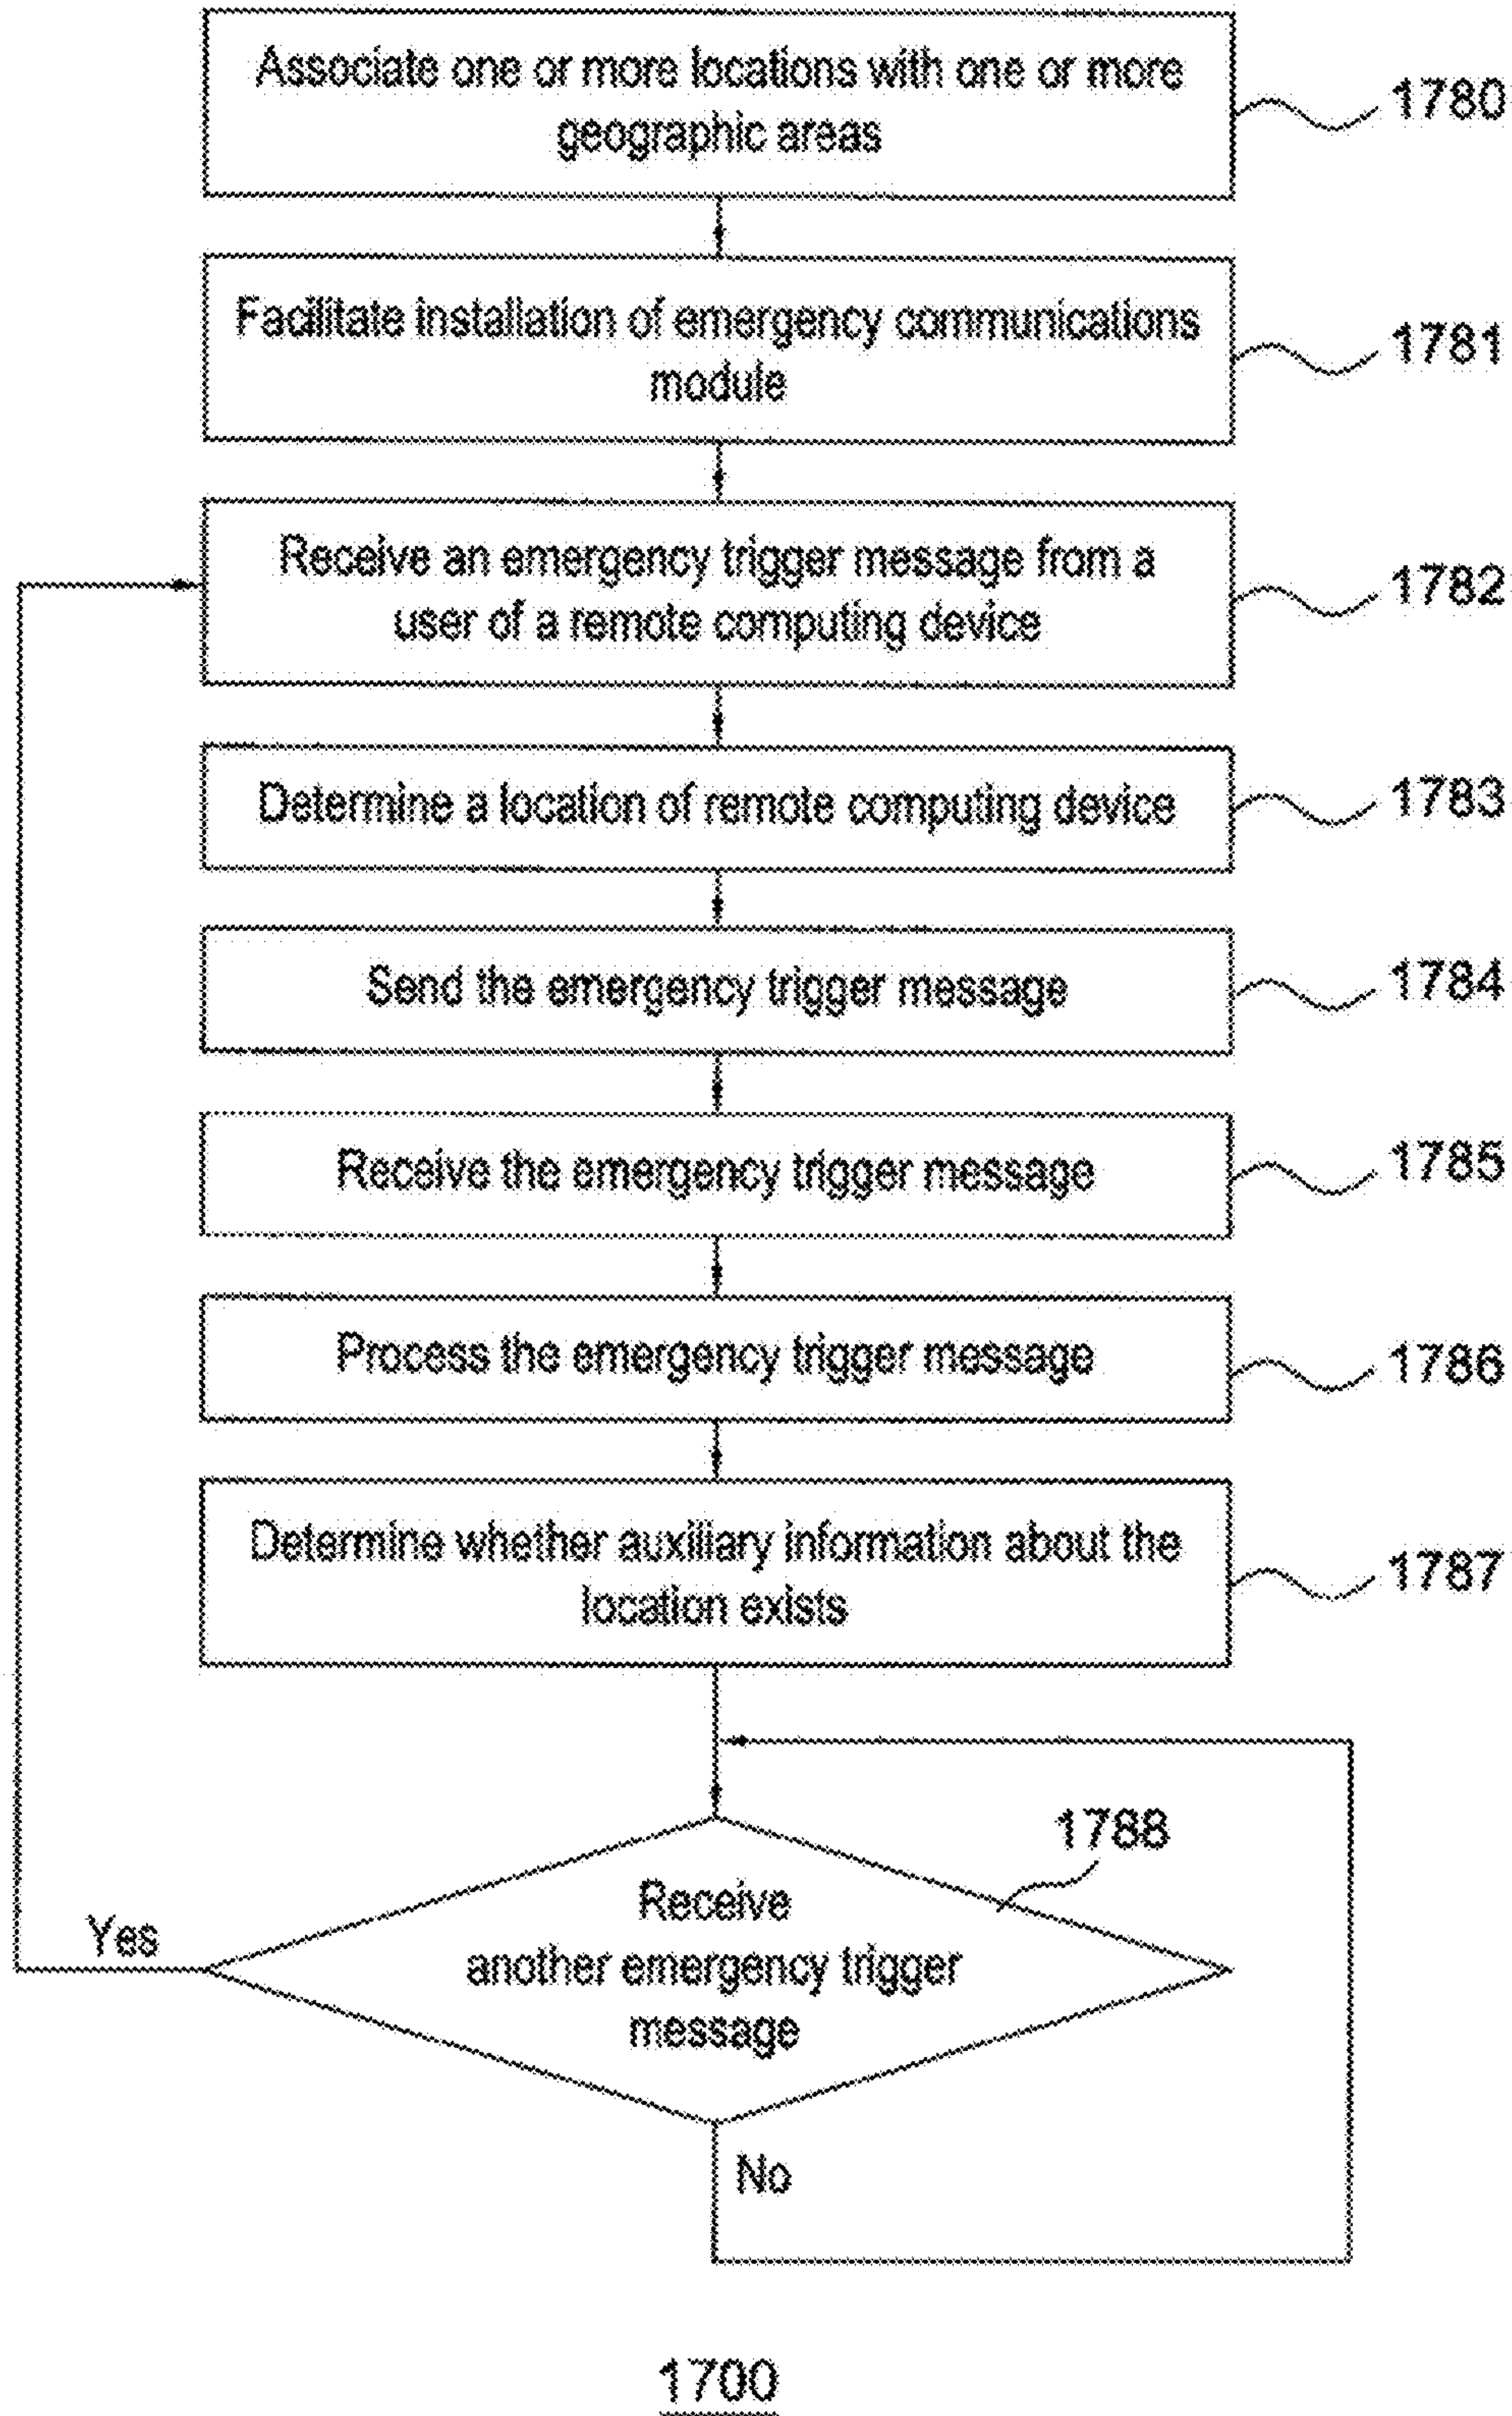 Associate one or more locations with one or more
geographic areas
1780
Facilitate installation of emergency communications
module
1781
Receive an emergency trigger message from a
user of a remote computing device
1782
Determine a location of remote computing device
1783
Send the emergency trigger message
1784
Receive the emergency trigger message
1785
Process the emergency trigger message
1786
Determine whether auxiliary information about the
location exists
1787
1788
Receive
another emergency trigger
message
Yes
No
1700